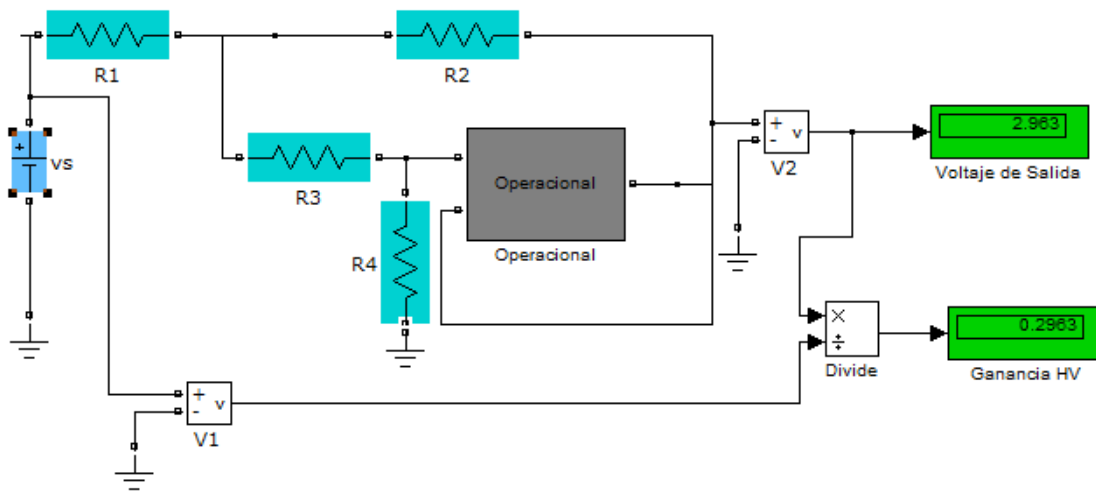 R1
R2
vs
+
R3
R4
Operacional
Operacional
+
-
v
V2
2.963
Voltaje de Salida
×
÷
Divide
0.2963
Ganancia HV
+
-
v
V1